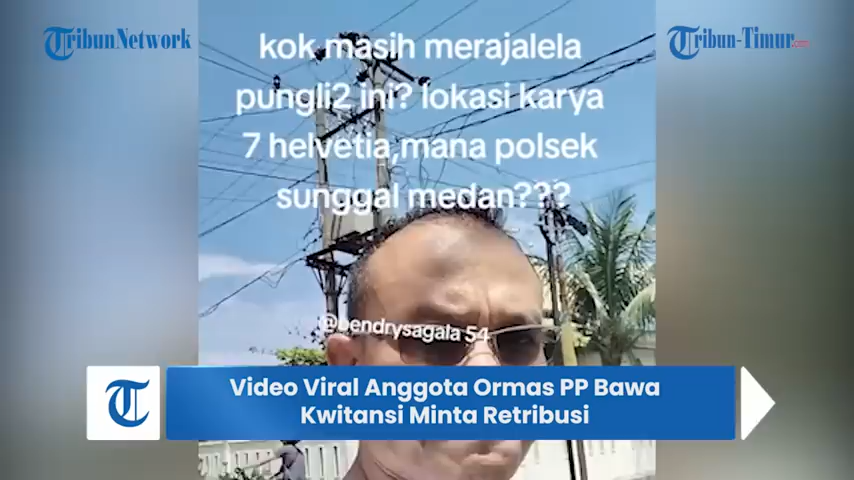 TribunNetwork
Tribun-Timur.com
kok masih merajalela
pungli2 ini? lokasi karya
7 helvetia,mana polsek
sunggal medan???
@bendrysagala 54
Video Viral Anggota Ormas PP Bawa
Kwitansi Minta Retribusi